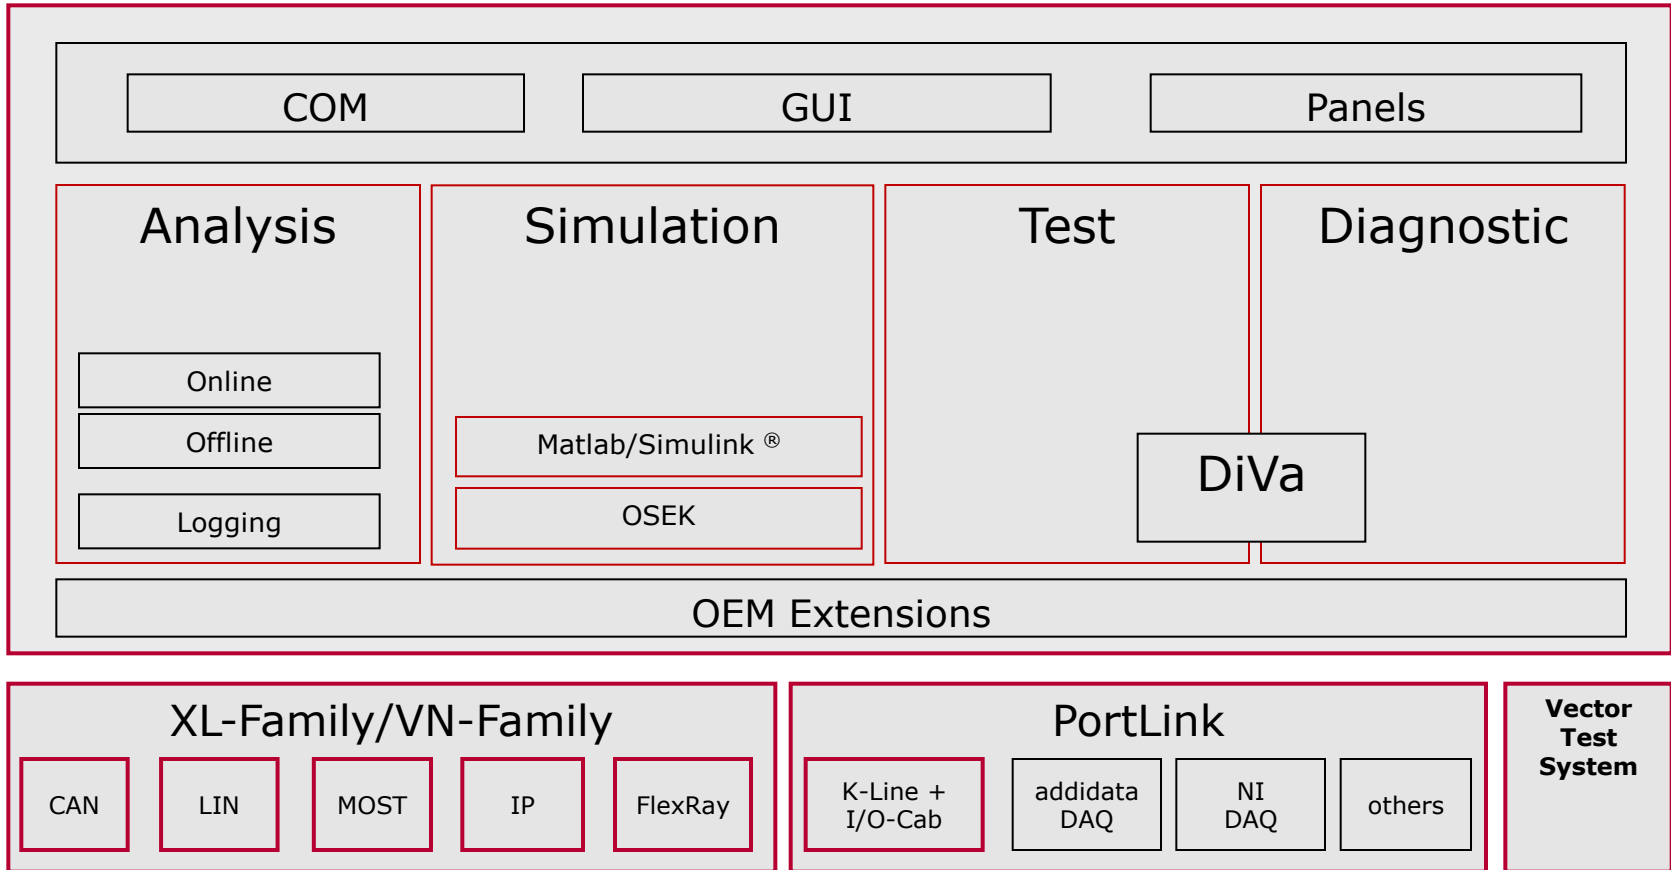 COM
GUI
Panels
Analysis
Simulation
Test
Diagnostic
Online
Offline
Logging
Matlab/Simulink ®
OSEK
DiVa
OEM Extensions
XL-Family/VN-Family
CAN
LIN
MOST
IP
FlexRay
PortLink
K-Line +
I/O-Cab
addidata
DAQ
NI
DAQ
others
Vector
Test
System